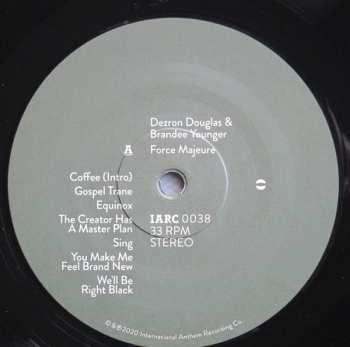 Dezron Douglas &
Brandee Younger
A
Force Majeure
Coffee (Intro)
Gospel Trane
Equinox
The Creator Has
A Master Plan
Sing
You Make Me
Feel Brand New
We'll Be
Right Black
IARC 0038
33 RPM
STEREO
© & ℗ 2020 International Anthem Recording Co.